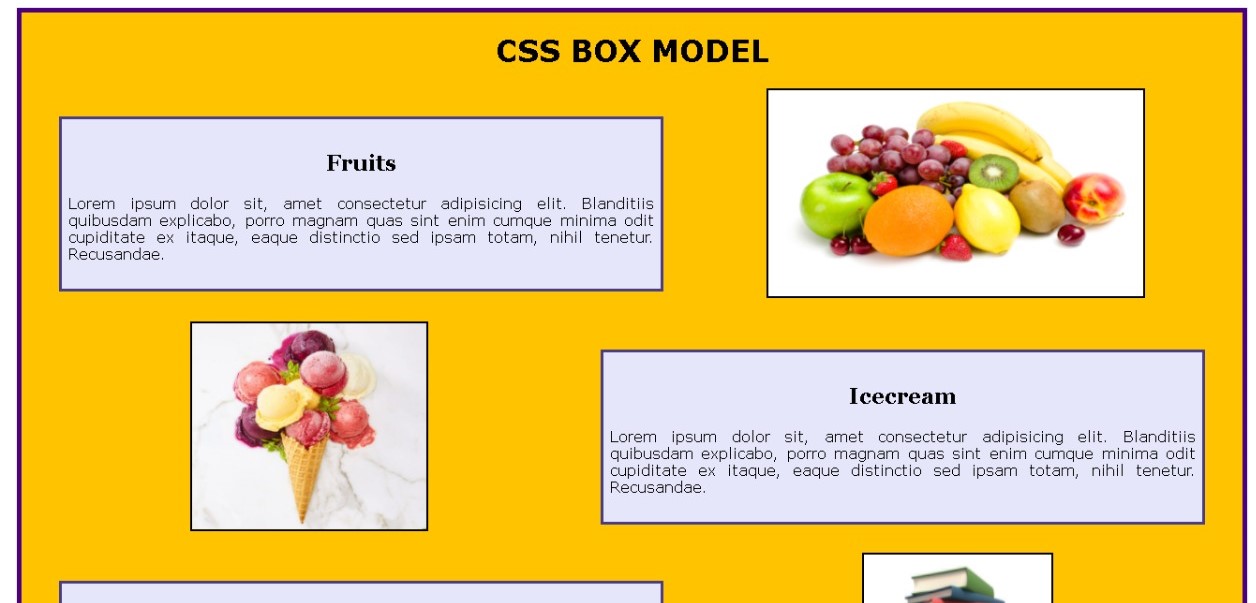 CSS BOX MODEL
Fruits
Lorem ipsum dolor sit, amet consectetur adipisicing elit. Blanditiis
quibusdam explicabo, porro magnam quas sint enim cumque minima odit
cupiditate ex itaque, eaque distinctio sed ipsam totam, nihil tenetur.
Recusandae.
Icecream
Lorem ipsum dolor sit, amet consectetur adipisicing elit. Blanditiis
quibusdam explicabo, porro magnam quas sint enim cumque minima odit
cupiditate ex itaque, eaque distinctio sed ipsam totam, nihil tenetur.
Recusandae.